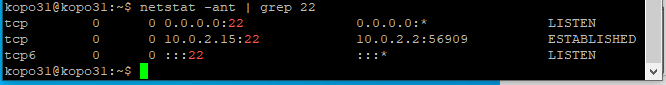 kopo31@kopo31:~$ netstat -ant | grep 22
tcp 0 0 0.0.0.0:22 0.0.0.0:* LISTEN
tcp 0 0 10.0.2.15:22 10.0.2.2:56909 ESTABLISHED
tcp6 0 0 :::22 :::* LISTEN
kopo31@kopo31:~$